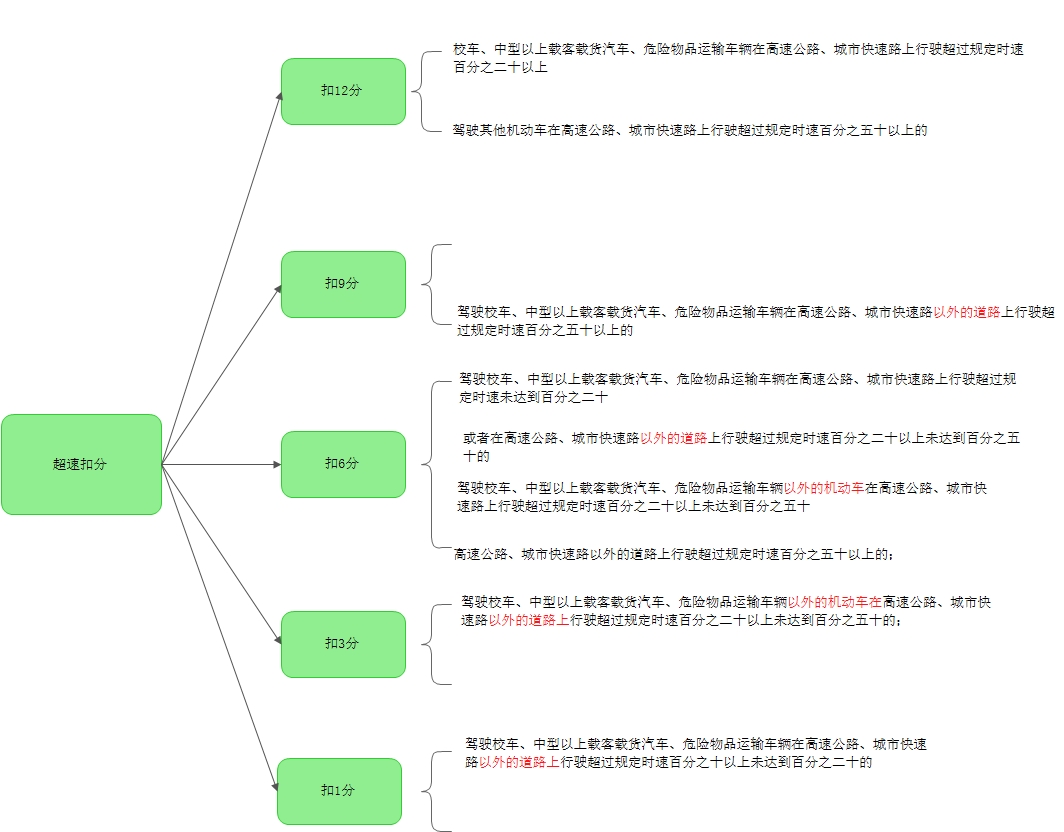 校车、中型以上载客载货汽车、危险物品运输车辆在高速公路、城市快速路上行驶超过规定时速
百分之二十以上
扣12分
驾驶其他机动车在高速公路、城市快速路上行驶超过规定时速百分之五十以上的
扣9分
驾驶校车、中型以上载客载货汽车、危险物品运输车辆在高速公路、城市快速路以外的道路上行驶超
过规定时速百分之五十以上的
驾驶校车、中型以上载客载货汽车、危险物品运输车辆在高速公路、城市快速路上行驶超过规
定时速未达到百分之二十
或者在高速公路、城市快速路以外的道路上行驶超过规定时速百分之二十以上未达到百分之五
十的
超速扣分
扣6分
驾驶校车、中型以上载客载货汽车、危险物品运输车辆以外的机动车在高速公路、城市快
速路上行驶超过规定时速百分之二十以上未达到百分之五十
高速公路、城市快速路以外的道路上行驶超过规定时速百分之五十以上的；
驾驶校车、中型以上载客载货汽车、危险物品运输车辆以外的机动车在高速公路、城市快
速路以外的道路上行驶超过规定时速百分之二十以上未达到百分之五十的；
扣3分
驾驶校车、中型以上载客载货汽车、危险物品运输车辆在高速公路、城市快速
路以外的道路上行驶超过规定时速百分之十以上未达到百分之二十的
扣1分